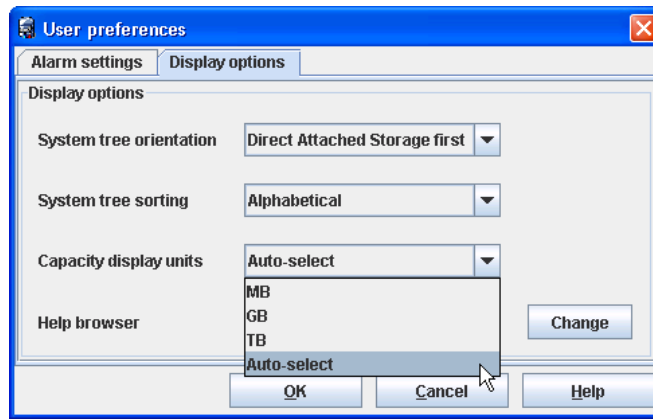 User preferences
Alarm settings Display options
Display options
System tree orientation Direct Attached Storage first
System tree sorting Alphabetical
Capacity display units Auto-select
MB
GB
Help browser Change
TB
Auto-select
OK Cancel Help